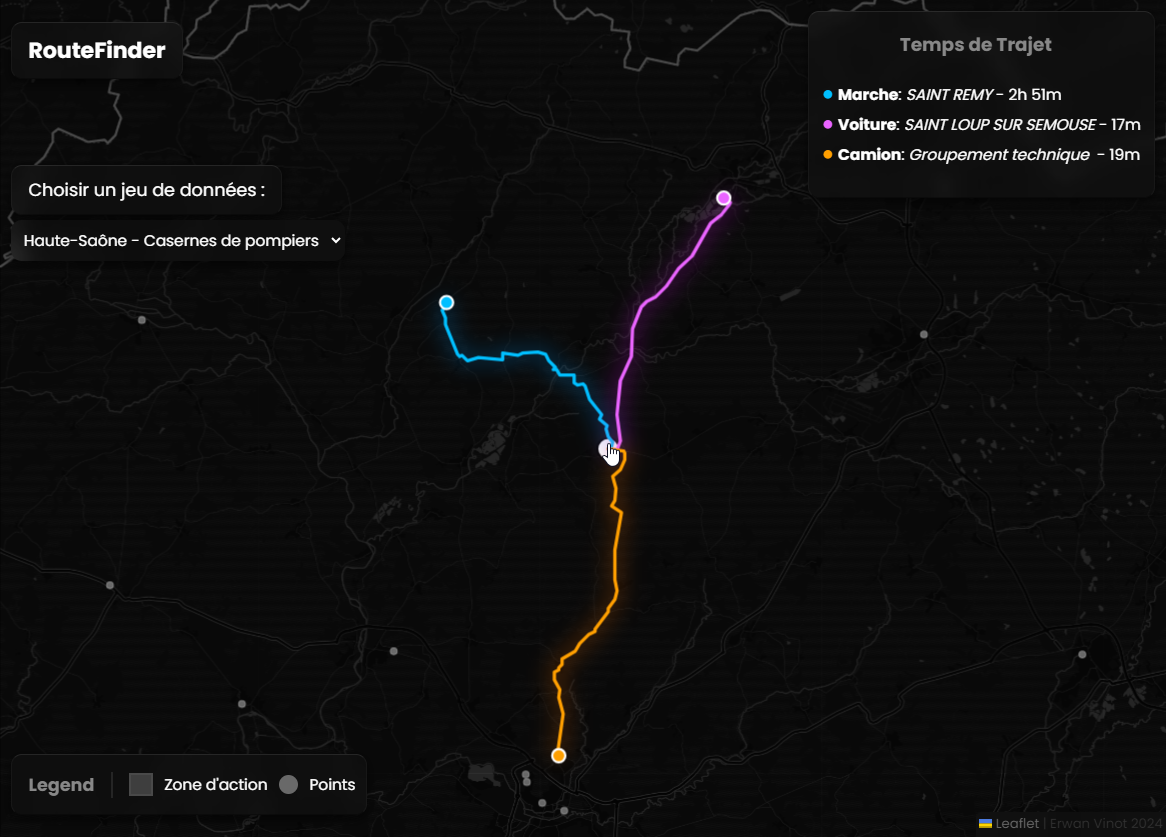 RouteFinder
Temps de Trajet
Marche: SAINT REMY - 2h 51m
Voiture: SAINT LOUP SUR SEMOUSE - 17m
Camion: Groupement technique - 19m
Choisir un jeu de données :
Haute-Saône - Casernes de pompiers
Legend
Zone d'action
Points
Leaflet | Erwan Vinot 2024